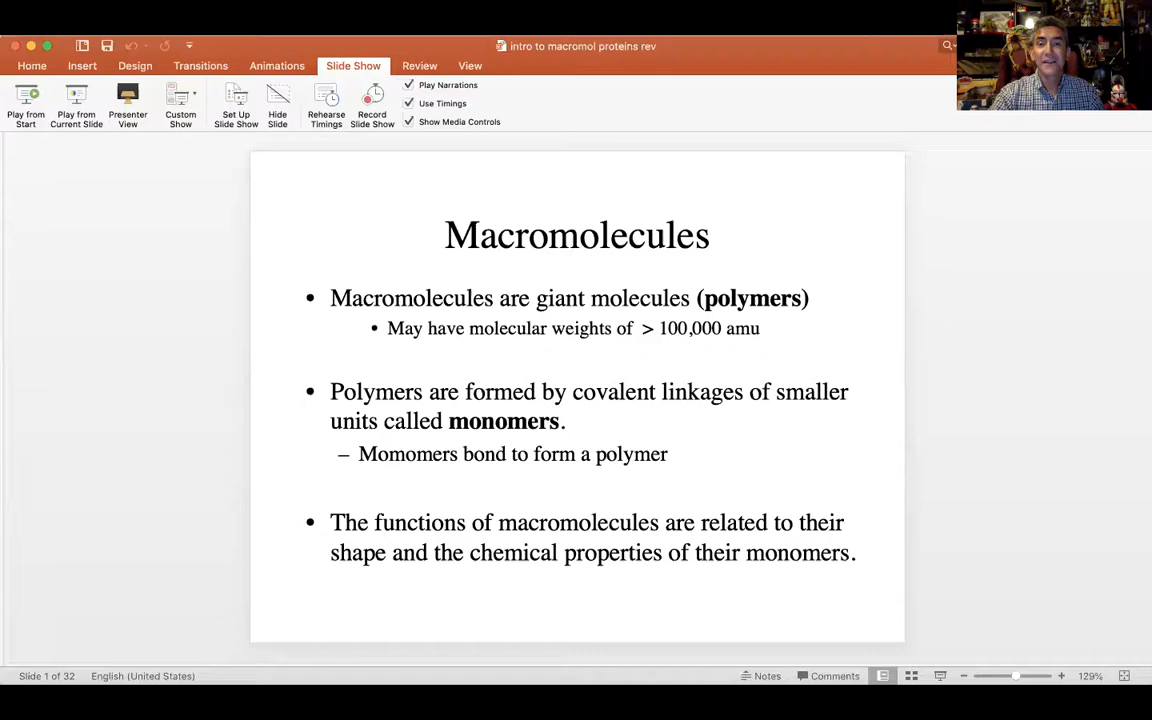 intro to macromol proteins rev
Home Insert Design Transitions Animations Slide Show Review View
Play from Start
Play from Current Slide
Presenter View
Custom Show
Set Up Slide Show
Hide Slide
Rehearse Timings
Record Slide Show
Play Narrations
Use Timings
Show Media Controls
Macromolecules
• Macromolecules are giant molecules (polymers)
• May have molecular weights of > 100,000 amu
• Polymers are formed by covalent linkages of smaller
units called monomers.
– Momomers bond to form a polymer
• The functions of macromolecules are related to their
shape and the chemical properties of their monomers.
Slide 1 of 32 English (United States) Notes Comments 129%